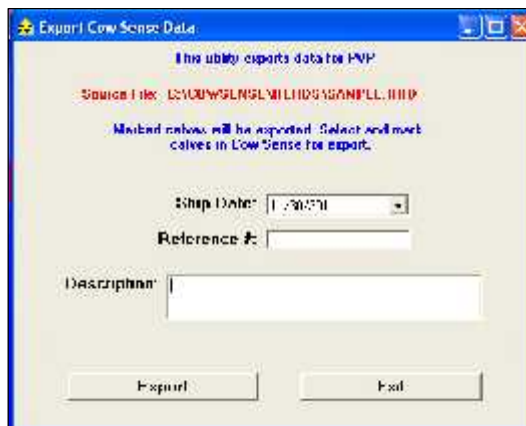 Export Cow Sense Data
This utility exports data for PVP
Source File:
Marked calves will be exported. Select and mark
calves in Cow Sense for export.
Ship Date:
Reference #:
Description:
Export
Exit